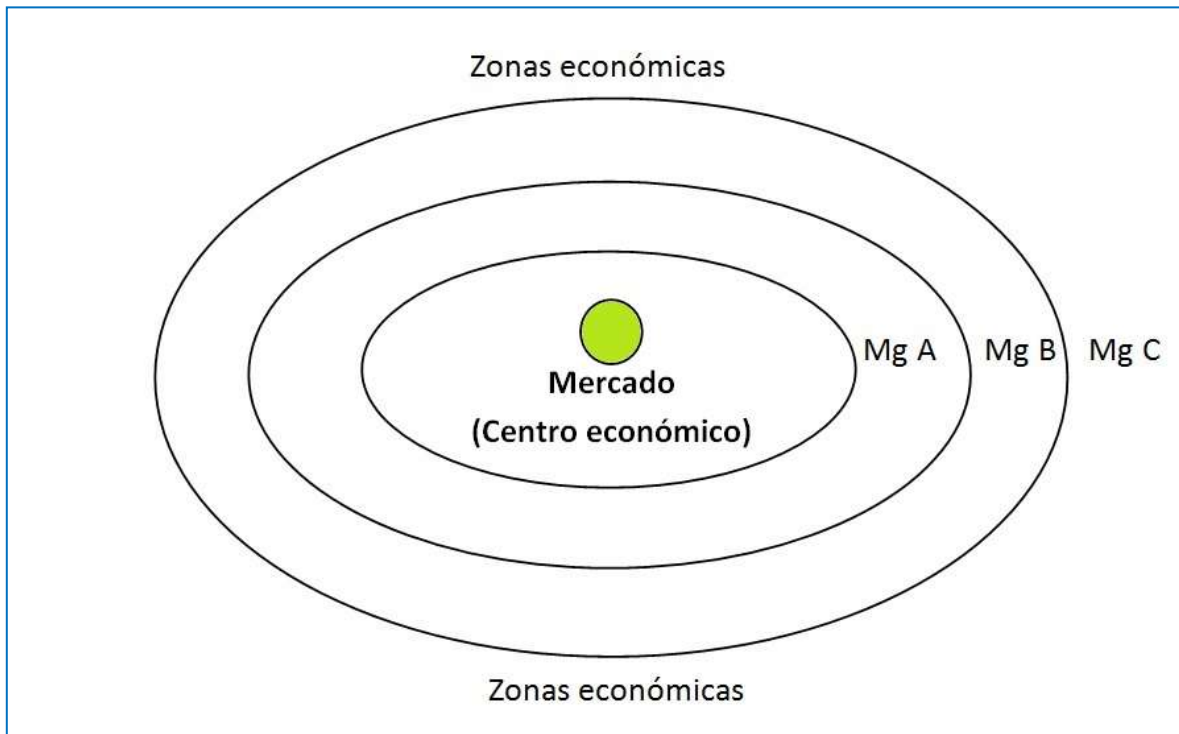 Zonas económicas
Mg A Mg B Mg C
Mercado
(Centro económico)
Zonas económicas